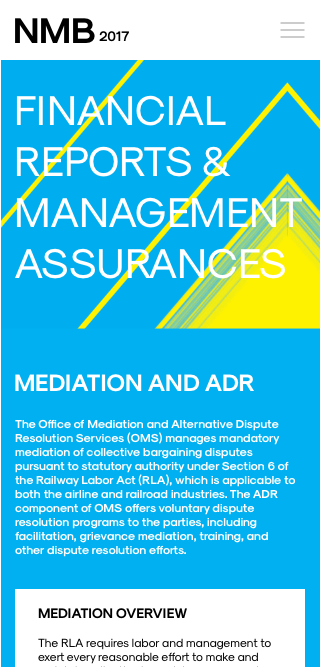 NMB 2017
FINANCIAL
REPORTS &
MANAGEMENT
ASSURANCES
MEDIATION AND ADR
The Office of Mediation and Alternative Dispute
Resolution Services (OMS) manages mandatory
mediation of collective bargaining disputes
pursuant to statutory authority under Section 6 of
the Railway Labor Act (RLA), which is applicable to
both the airline and railroad industries. The ADR
component of OMS offers voluntary dispute
resolution programs to the parties, including
facilitation, grievance mediation, training, and
other dispute resolution efforts.
MEDIATION OVERVIEW
The RLA requires labor and management to
exert every reasonable effort to make and